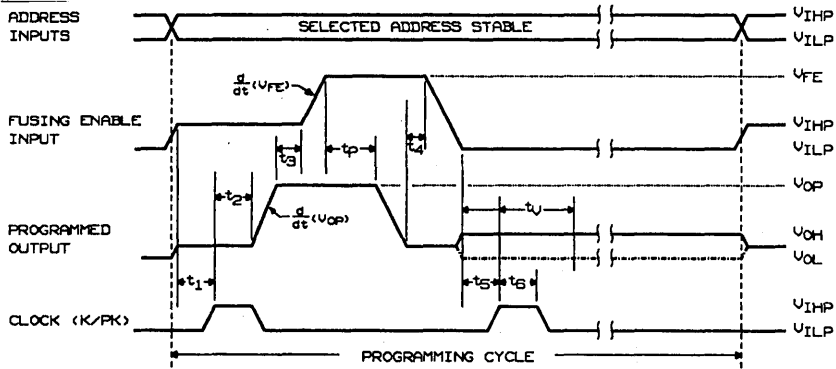 ADDRESS INPUTS
SELECTED ADDRESS STABLE
VIHP
VILP
d/dt (VFE)
VFE
FUSING ENABLE INPUT
VIHP
VILP
t3
tP
t4
VOP
t2
d/dt (VOP)
PROGRAMMED OUTPUT
tV
VOH
VOL
t1
t5
t6
CLOCK (K/PK)
VIHP
VILP
PROGRAMMING CYCLE